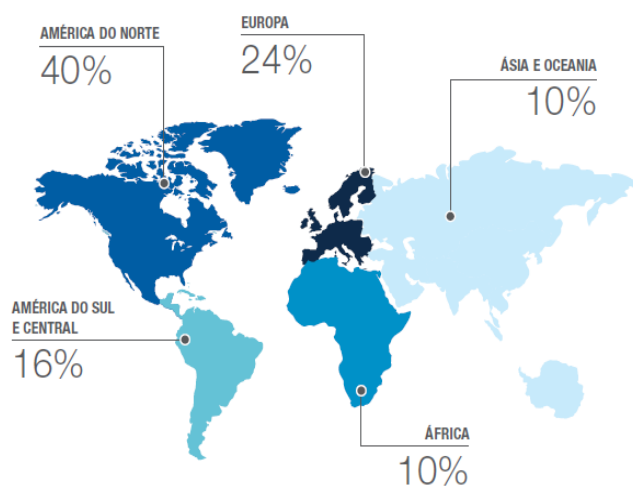 AMÉRICA DO NORTE
40%
EUROPA
24%
ÁSIA E OCEANIA
10%
AMÉRICA DO SUL
E CENTRAL
16%
ÁFRICA
10%